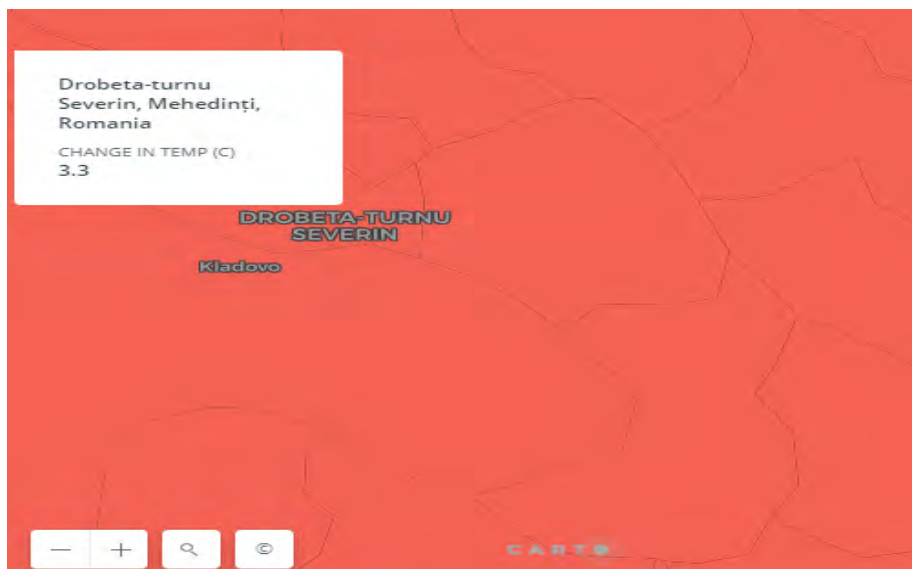 Drobeta-turnu
Severin, Mehedinți,
Romania
CHANGE IN TEMP (C)
3.3
DROBETA-TURNU
SEVERIN
Kladovo
— + ©
CARTO